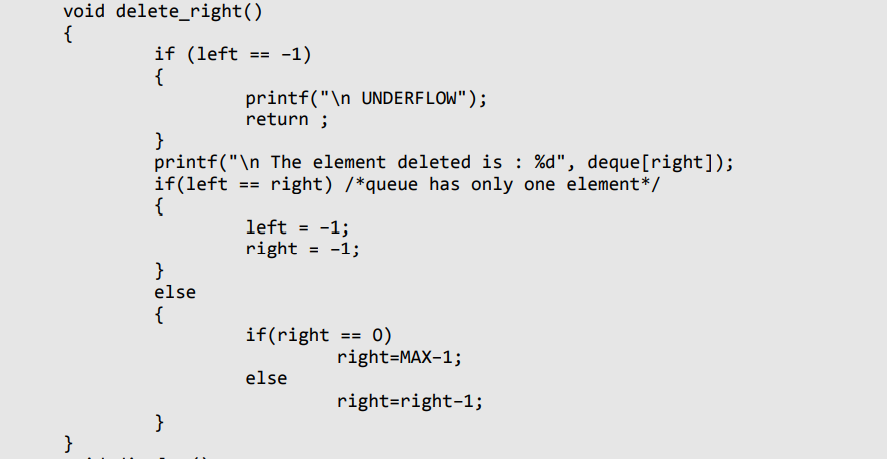 void delete_right()
{
if (left == -1)
{
printf("\n UNDERFLOW");
return ;
}
printf("\n The element deleted is : %d", deque[right]);
if(left == right) /*queue has only one element*/
{
left = -1;
right = -1;
}
else
{
if(right == 0)
right=MAX-1;
else
right=right-1;
}
}